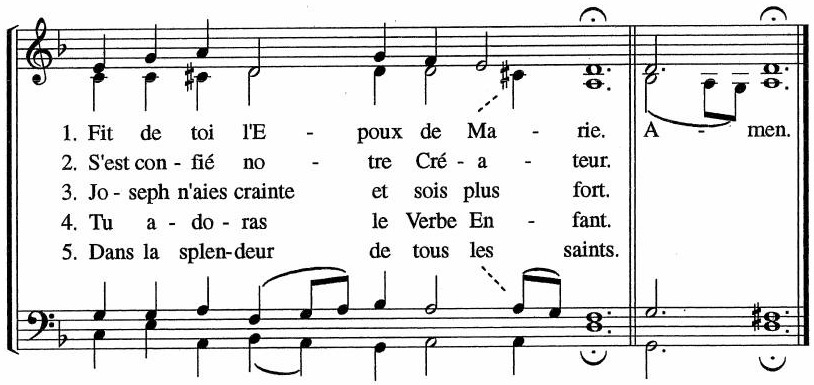 1. Fit de toi l'E - poux de Ma - rie. A - men.
2. S'est con - fié no - tre Cré - a - teur.
3. Jo - seph n'aies crainte et sois plus fort.
4. Tu a - do - ras le Verbe En - fant.
5. Dans la splen - deur de tous les saints.